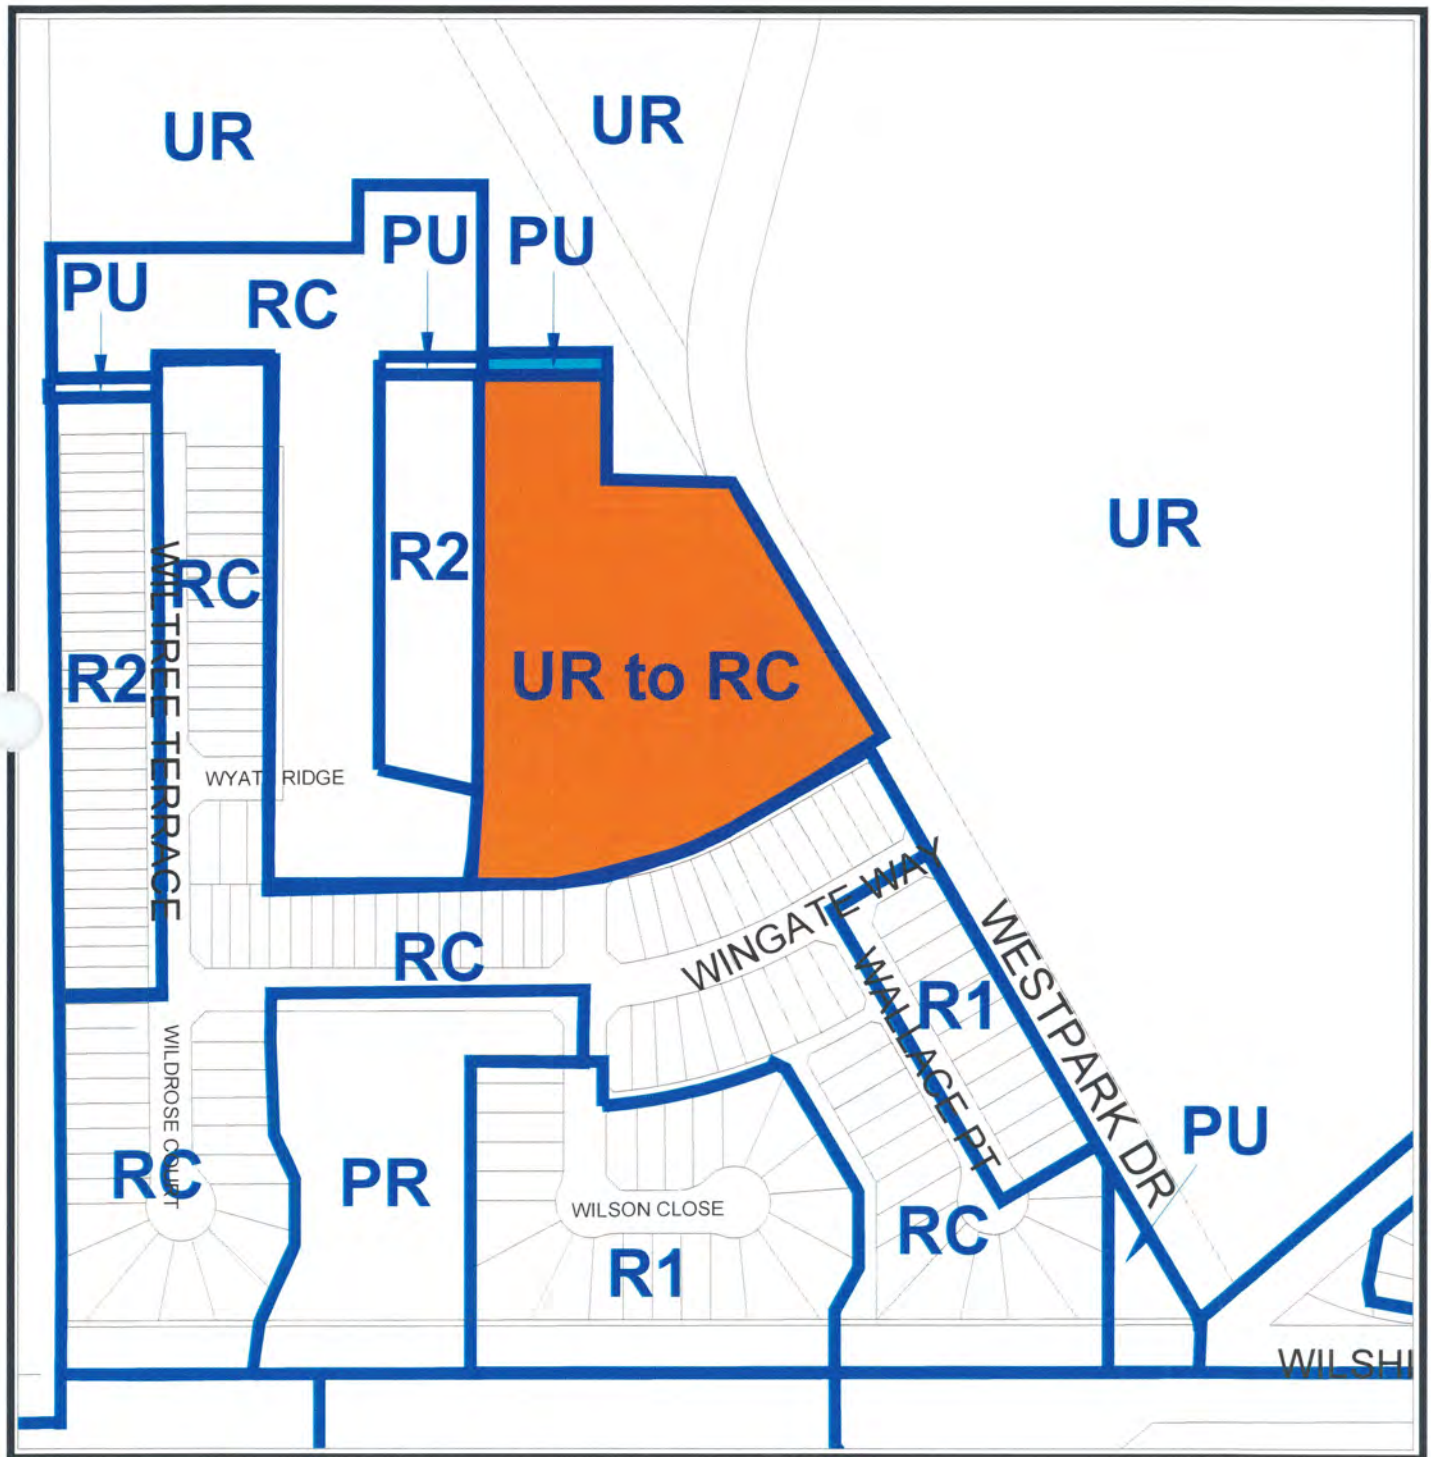 UR
UR
PU
PU
PU
RC
UR
R2
RC
WILTREE TERRACE
R2
UR to RC
WYATT RIDGE
RC
WINGATE WAY
WESTPARK DR
R1
WALLACE PT
WILDROSE COURT
PU
RC
PR
WILSON CLOSE
RC
R1
WILSHI